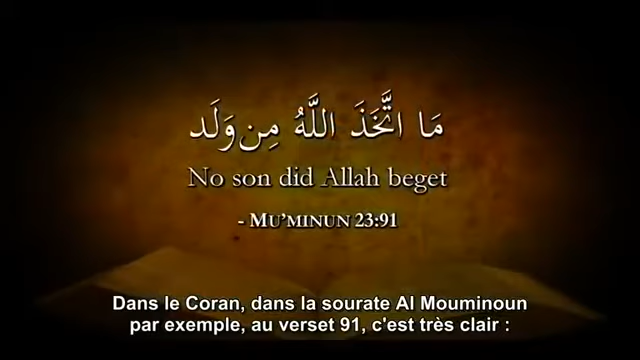 مَا اتَّخَذَ اللَّهُ مِن وَلَد
No son did Allah beget
- MU'MINUN 23:91
Dans le Coran, dans la sourate Al Mouminoun
par exemple, au verset 91, c'est très clair :